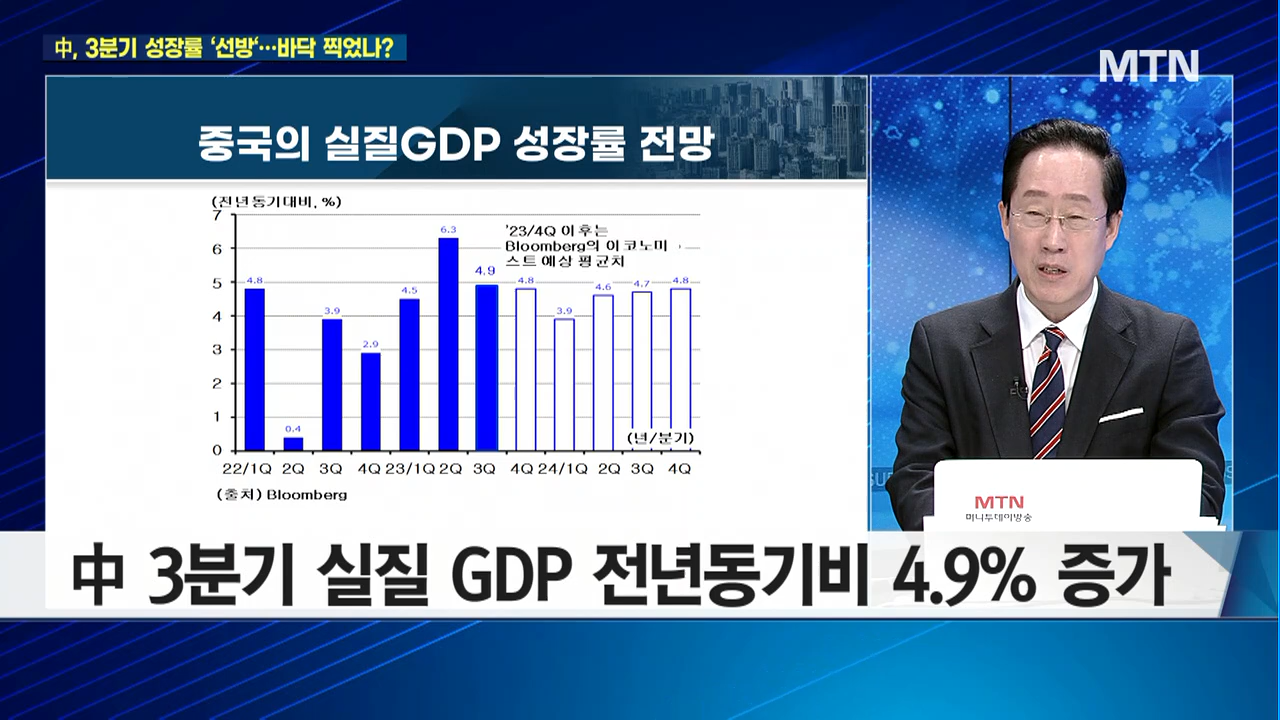 中, 3분기 성장률 '선방'…바닥 찍었나?
MTN
중국의 실질GDP 성장률 전망
(전년동기대비, %)
7
6
5
4
3
2
1
0
4.8
0.4
3.9
2.9
4.5
6.3
4.9
4.8
3.9
4.6
4.7
4.8
'23/4Q 이후는
Bloomberg의 이코노미
스트 예상 평균치
(년/분기)
22/1Q 2Q 3Q 4Q 23/1Q 2Q 3Q 4Q 24/1Q 2Q 3Q 4Q
(출처) Bloomberg
MTN
머니투데이방송
中 3분기 실질 GDP 전년동기비 4.9% 증가